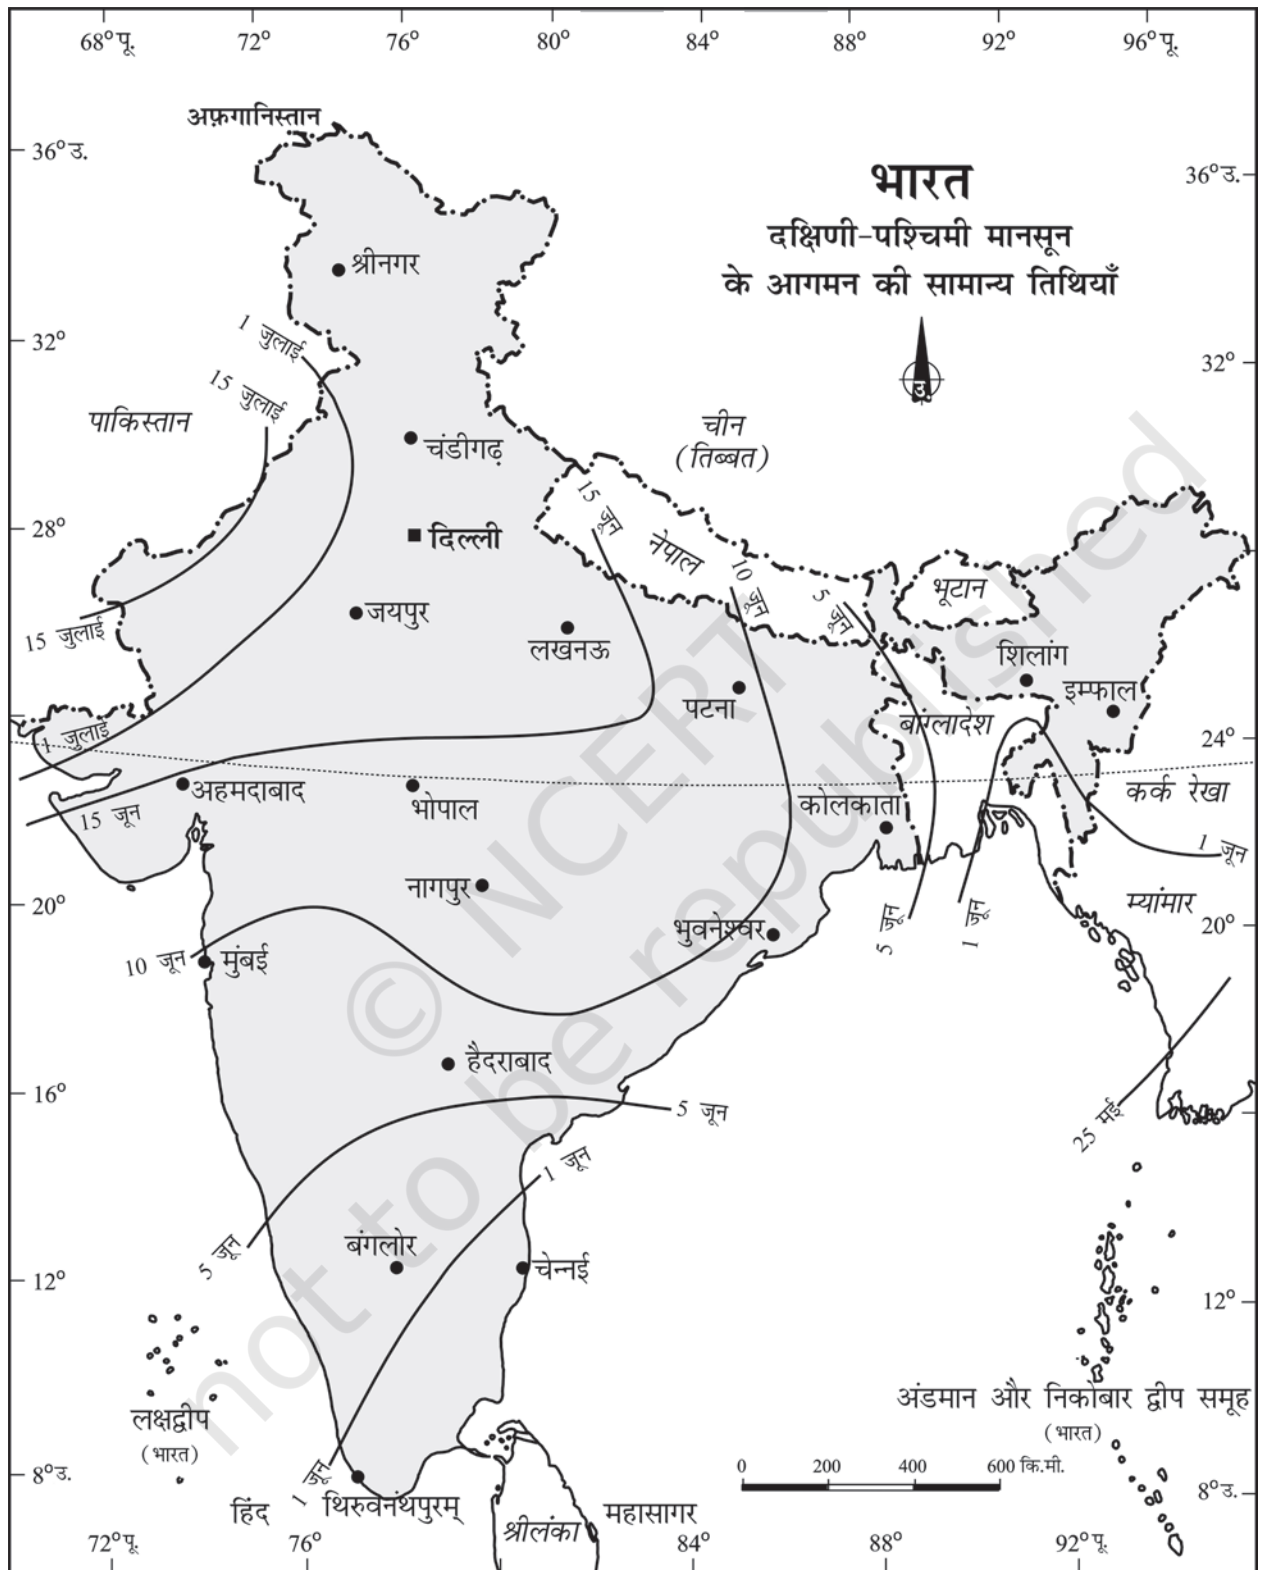 68°पू.
72°
76°
80°
84°
88°
92°
96°पू.
अफ़गानिस्तान
36°उ.
भारत
36°उ.
दक्षिणी-पश्चिमी मानसून
के आगमन की सामान्य तिथियाँ
श्रीनगर
1 जुलाई
32°
32°
15 जुलाई
उ
पाकिस्तान
चीन
(तिब्बत)
चंडीगढ़
15 जून
28°
दिल्ली
नेपाल
10 जून
5 जून
भूटान
जयपुर
15 जुलाई
लखनऊ
शिलांग
इम्फाल
पटना
बांग्लादेश
1 जुलाई
24°
अहमदाबाद
भोपाल
कोलकाता
कर्क रेखा
15 जून
1 जून
नागपुर
20°
म्यांमार
20°
भुवनेश्वर
5 जून
1 जून
10 जून
मुंबई
हैदराबाद
16°
5 जून
25 मई
1 जून
5 जून
बंगलोर
चेन्नई
12°
12°
अंडमान और निकोबार द्वीप समूह
(भारत)
लक्षद्वीप
(भारत)
0 200 400 600 कि.मी.
8°उ.
8°उ.
1 जून
हिंद
थिरुवनंथपुरम्
श्रीलंका
महासागर
72°पू.
76°
84°
88°
92°पू.
© NCERT
not to be republished